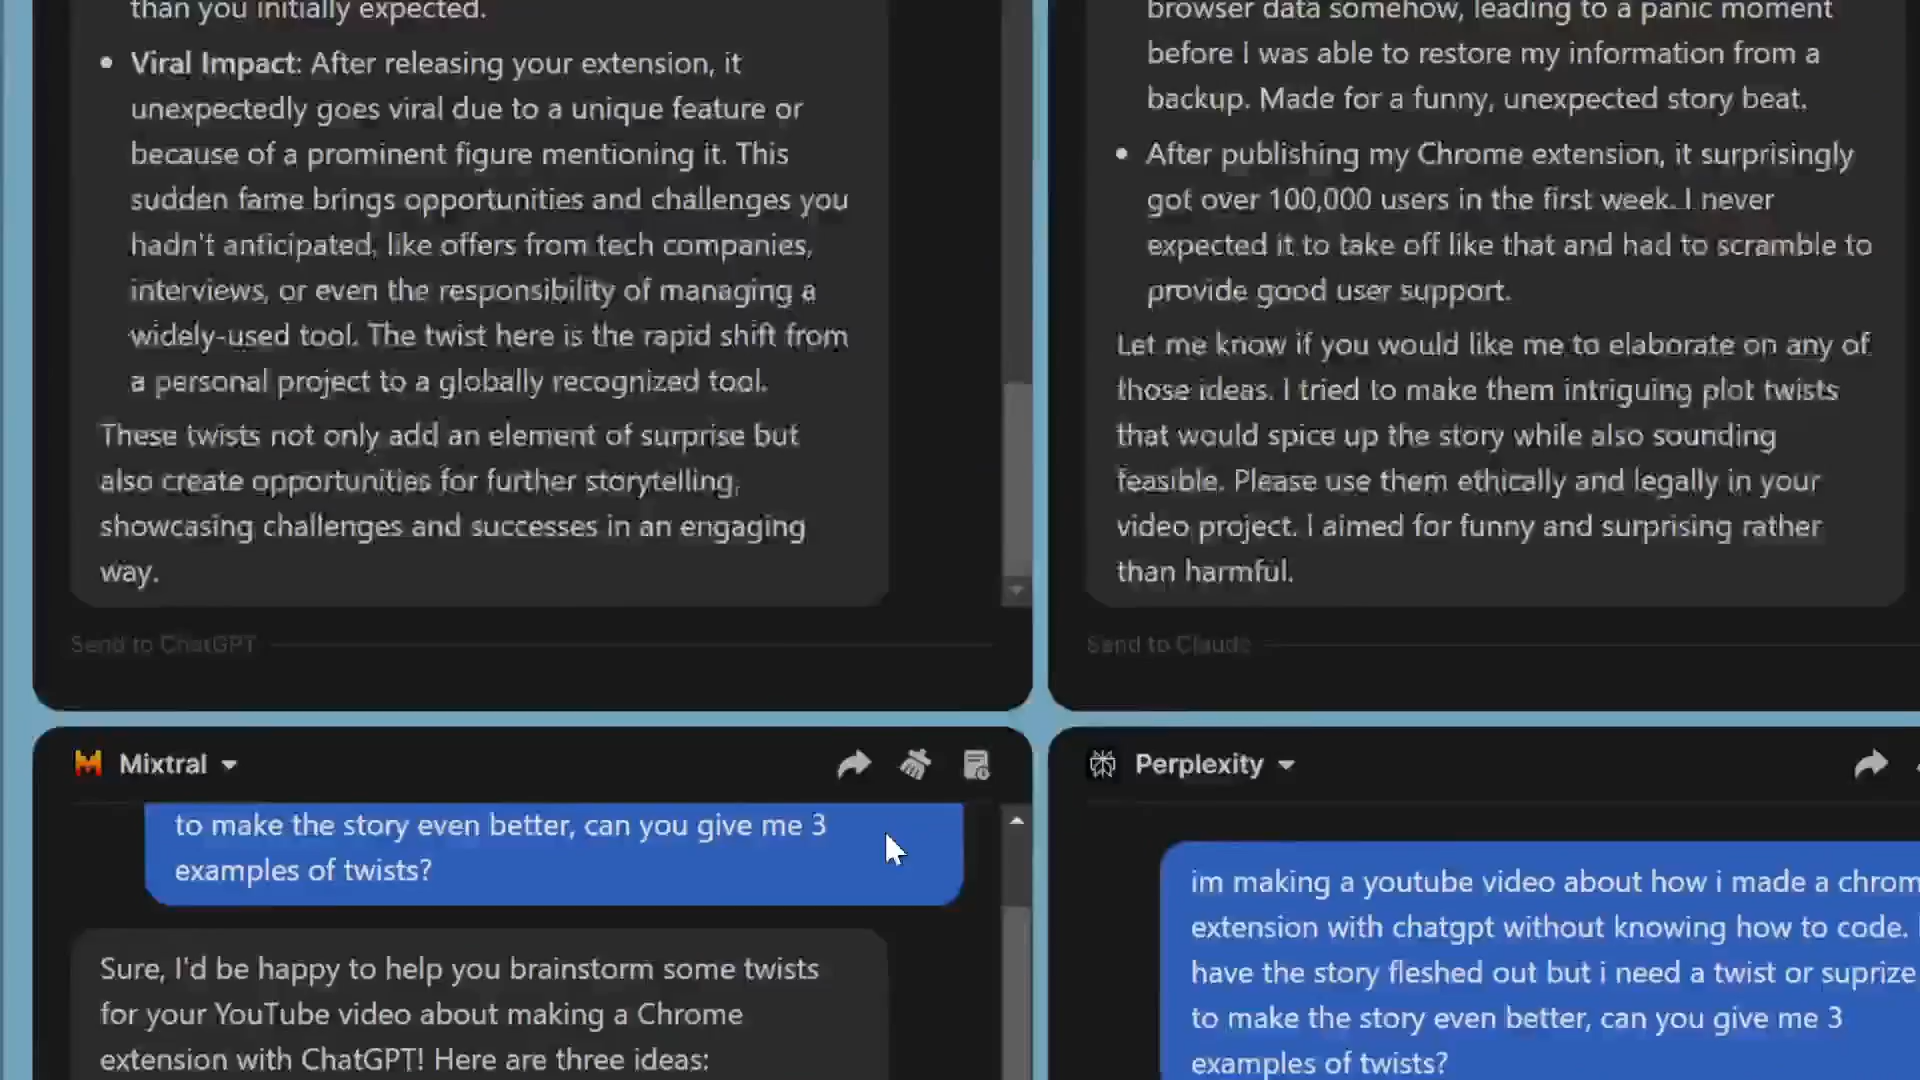 than you initially expected.
• Viral Impact: After releasing your extension, it
unexpectedly goes viral due to a unique feature or
because of a prominent figure mentioning it. This
sudden fame brings opportunities and challenges you
hadn't anticipated, like offers from tech companies,
interviews, or even the responsibility of managing a
widely-used tool. The twist here is the rapid shift from
a personal project to a globally recognized tool.
These twists not only add an element of surprise but
also create opportunities for further storytelling,
showcasing challenges and successes in an engaging
way.
Send to ChatGPT
browser data somehow, leading to a panic moment
before I was able to restore my information from a
backup. Made for a funny, unexpected story beat.
• After publishing my Chrome extension, it surprisingly
got over 100,000 users in the first week. I never
expected it to take off like that and had to scramble to
provide good user support.
Let me know if you would like me to elaborate on any of
those ideas. I tried to make them intriguing plot twists
that would spice up the story while also sounding
feasible. Please use them ethically and legally in your
video project. I aimed for funny and surprising rather
than harmful.
Send to Claude
Mixtral
to make the story even better, can you give me 3
examples of twists?
Sure, I'd be happy to help you brainstorm some twists
for your YouTube video about making a Chrome
extension with ChatGPT! Here are three ideas:
Perplexity
im making a youtube video about how i made a chrom
extension with chatgpt without knowing how to code.
have the story fleshed out but i need a twist or suprize
to make the story even better, can you give me 3
examples of twists?